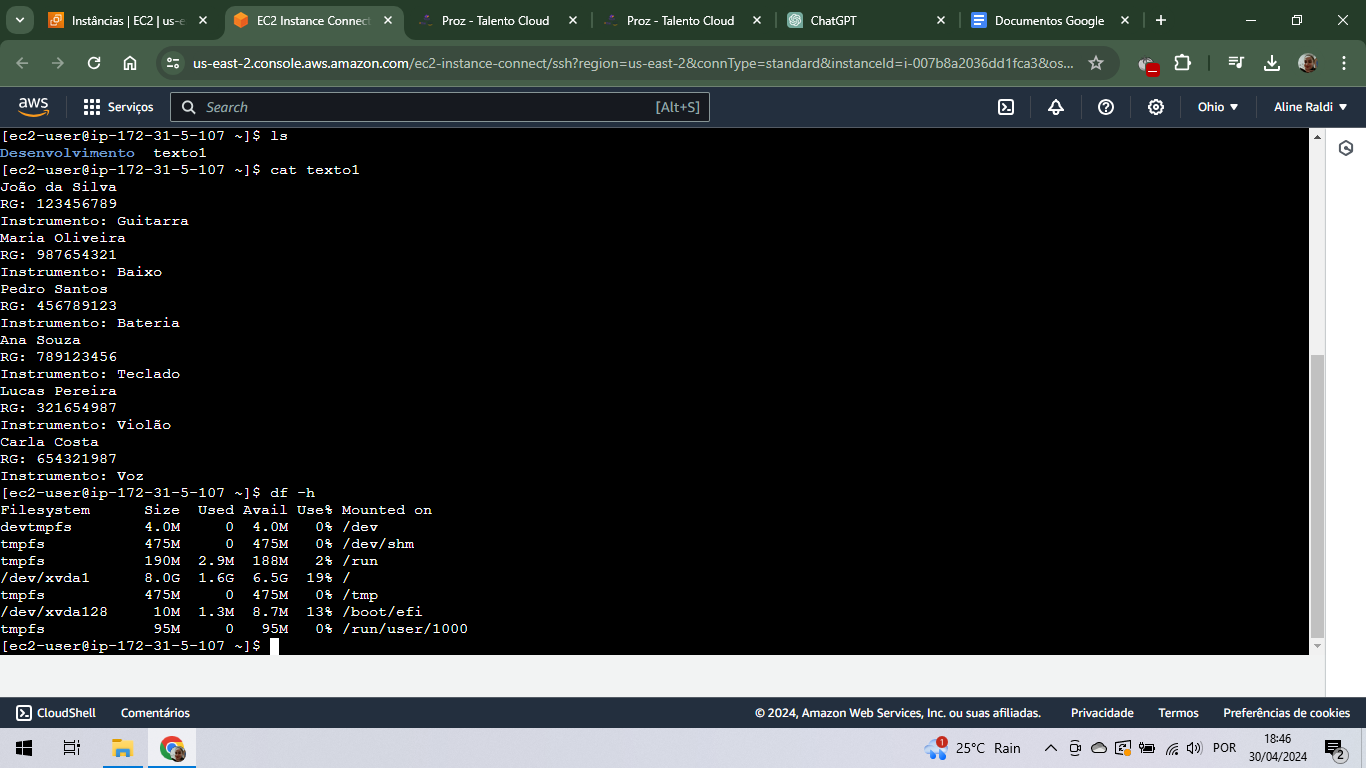 Instâncias | EC2 | us-e
EC2 Instance Connect
Proz - Talento Cloud
Proz - Talento Cloud
ChatGPT
Documentos Google
us-east-2.console.aws.amazon.com/ec2-instance-connect/ssh?region=us-east-2&connType=standard&instanceId=i-007b8a2036dd1fca3&os...
aws Serviços Search [Alt+S] Ohio Aline Raldi
[ec2-user@ip-172-31-5-107 ~]$ ls
Desenvolvimento texto1
[ec2-user@ip-172-31-5-107 ~]$ cat texto1
João da Silva
RG: 123456789
Instrumento: Guitarra
Maria Oliveira
RG: 987654321
Instrumento: Baixo
Pedro Santos
RG: 456789123
Instrumento: Bateria
Ana Souza
RG: 789123456
Instrumento: Teclado
Lucas Pereira
RG: 321654987
Instrumento: Violão
Carla Costa
RG: 654321987
Instrumento: Voz
[ec2-user@ip-172-31-5-107 ~]$ df -h
Filesystem Size Used Avail Use% Mounted on
devtmpfs 4.0M 0 4.0M 0% /dev
tmpfs 475M 0 475M 0% /dev/shm
tmpfs 190M 2.9M 188M 2% /run
/dev/xvda1 8.0G 1.6G 6.5G 19% /
tmpfs 475M 0 475M 0% /tmp
/dev/xvda128 10M 1.3M 8.7M 13% /boot/efi
tmpfs 95M 0 95M 0% /run/user/1000
[ec2-user@ip-172-31-5-107 ~]$
CloudShell Comentários © 2024, Amazon Web Services, Inc. ou suas afiliadas. Privacidade Termos Preferências de cookies
1 25°C Rain POR 18:46
30/04/2024 2